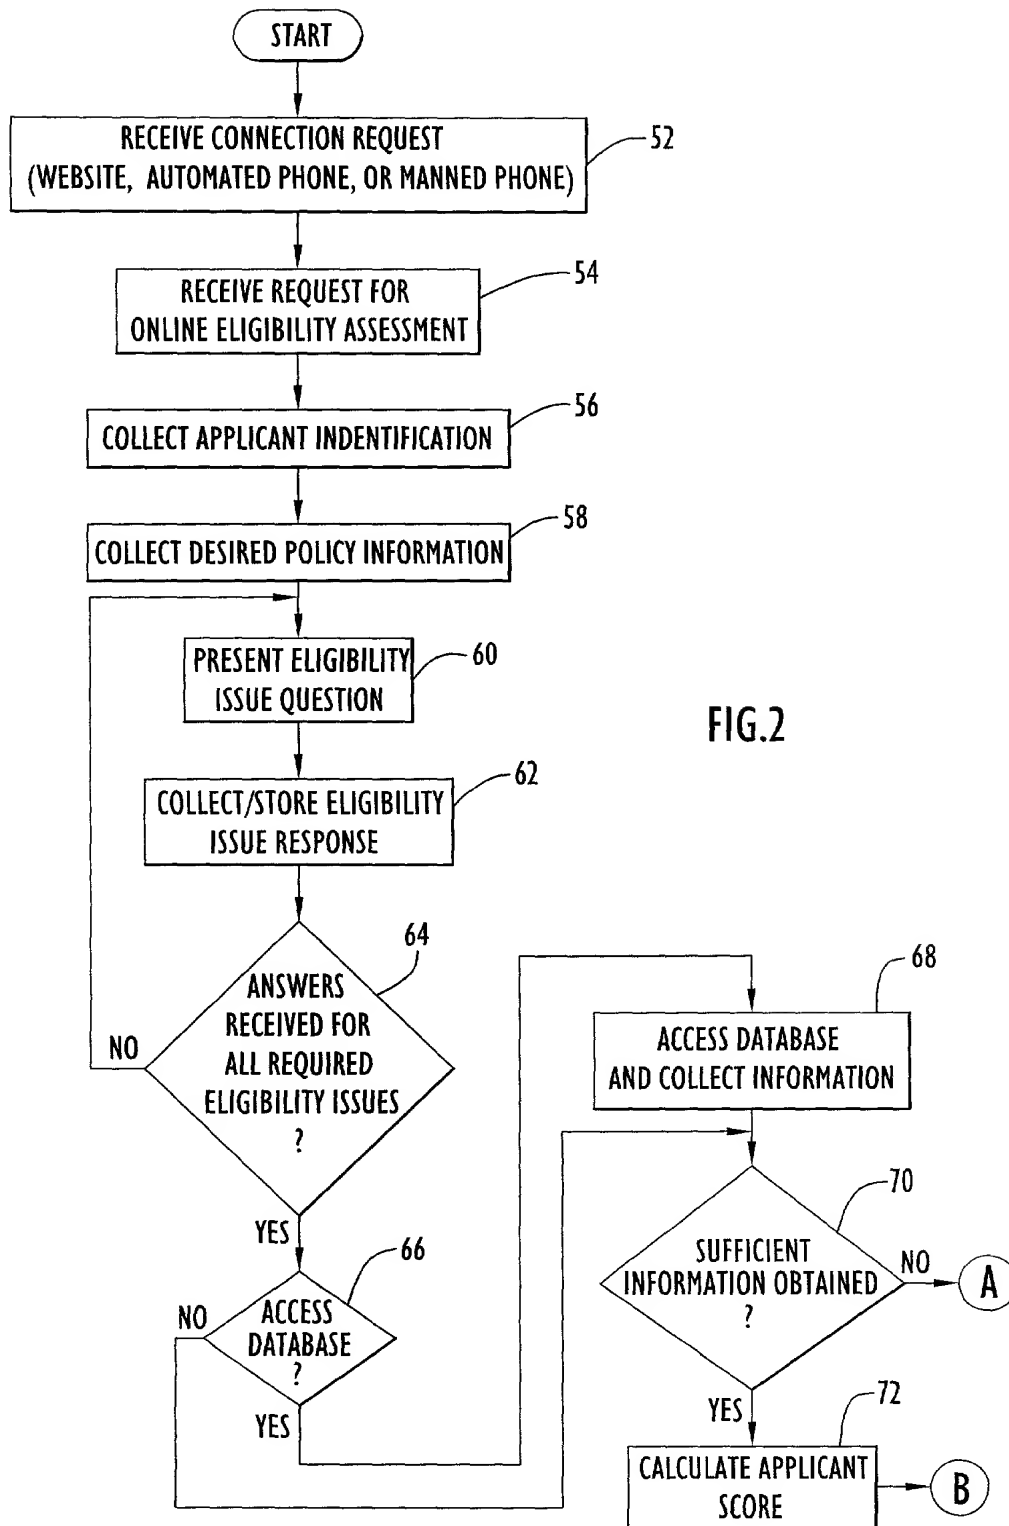 START
RECEIVE CONNECTION REQUEST
(WEBSITE, AUTOMATED PHONE, OR MANNED PHONE)
52
RECEIVE REQUEST FOR
ONLINE ELIGIBILITY ASSESSMENT
54
COLLECT APPLICANT INDENTIFICATION
56
COLLECT DESIRED POLICY INFORMATION
58
PRESENT ELIGIBILITY
ISSUE QUESTION
60
COLLECT/STORE ELIGIBILITY
ISSUE RESPONSE
62
ANSWERS
RECEIVED FOR
ALL REQUIRED
ELIGIBILITY ISSUES
?
64
NO
YES
ACCESS
DATABASE
?
66
NO
YES
FIG.2
ACCESS DATABASE
AND COLLECT INFORMATION
68
SUFFICIENT
INFORMATION OBTAINED
?
70
NO
A
YES
CALCULATE APPLICANT
SCORE
72
B